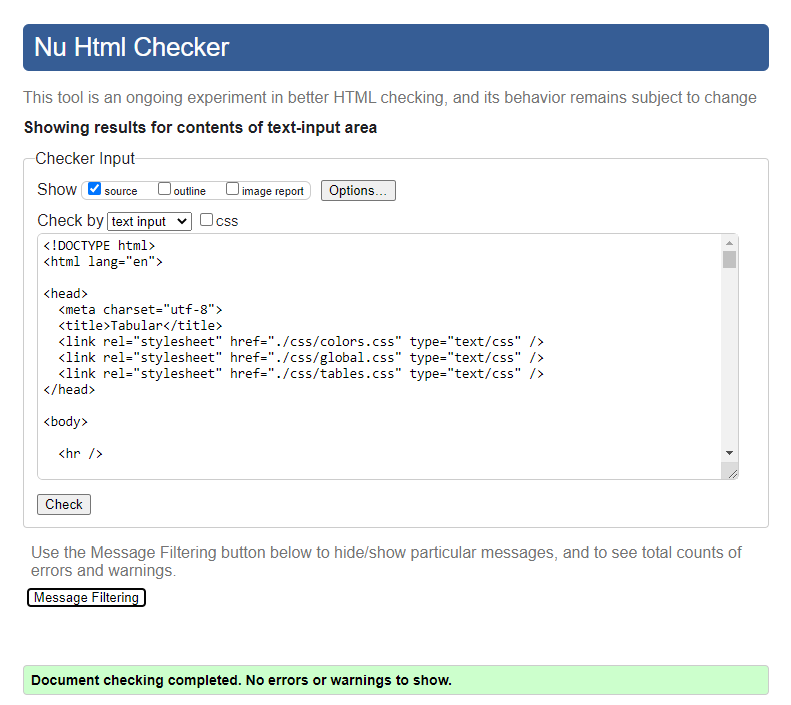 Nu Html Checker
This tool is an ongoing experiment in better HTML checking, and its behavior remains subject to change
Showing results for contents of text-input area
Checker Input
Show source outline image report Options...
Check by text input css
<!DOCTYPE html>
<html lang="en">
<head>
<meta charset="utf-8">
<title>Tabular</title>
<link rel="stylesheet" href="./css/colors.css" type="text/css" />
<link rel="stylesheet" href="./css/global.css" type="text/css" />
<link rel="stylesheet" href="./css/tables.css" type="text/css" />
</head>
<body>
<hr />
Check
Use the Message Filtering button below to hide/show particular messages, and to see total counts of
errors and warnings.
Message Filtering
Document checking completed. No errors or warnings to show.